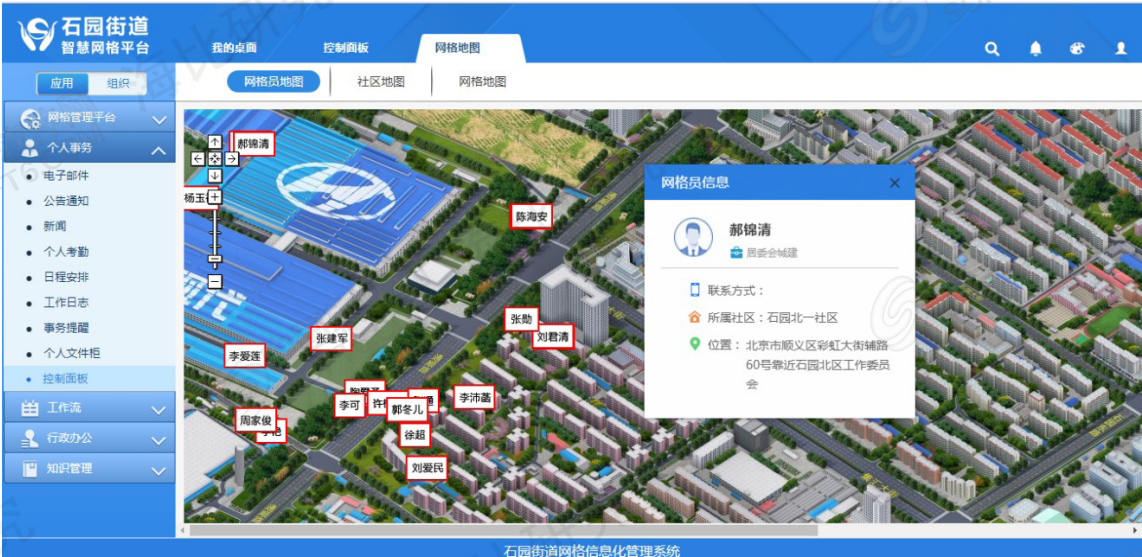 石园街道
智慧网格平台
我的桌面
控制面板
网格地图
应用
组织
网格员地图
社区地图
网格地图
网格管理平台
个人事务
电子邮件
公告通知
新闻
个人考勤
日程安排
工作日志
事务提醒
个人文件柜
控制面板
工作流
行政办公
知识管理
郝锦清
杨玉
陈海安
张勋
刘君清
张建军
李爱莲
李可
许
郭冬儿
通
李沛菡
周家俊
徐超
刘爱民
网格员信息
郝锦清
居委会城建
联系方式：
所属社区：石园北一社区
位置：北京市顺义区彩虹大街辅路
60号靠近石园北区工作委员
会
石园街道网格信息化管理系统